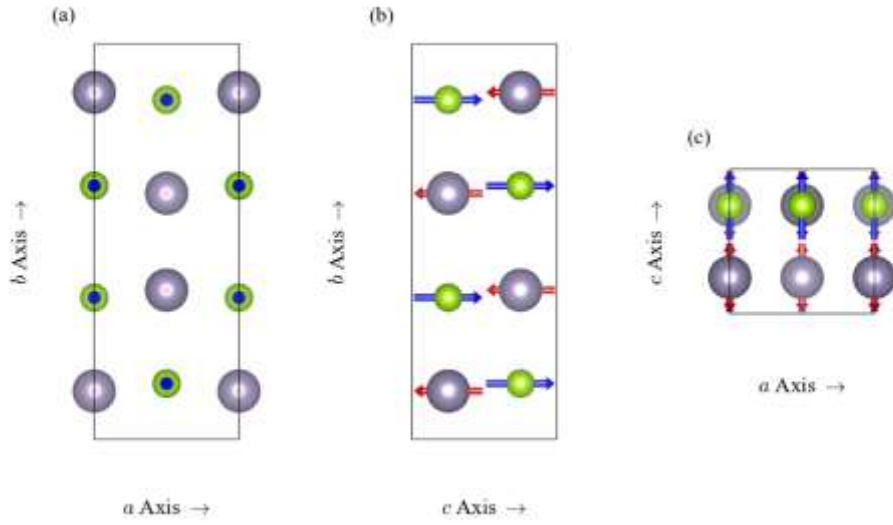 (a)
(b)
(c)
b Axis →
b Axis →
c Axis →
a Axis →
c Axis →
a Axis →